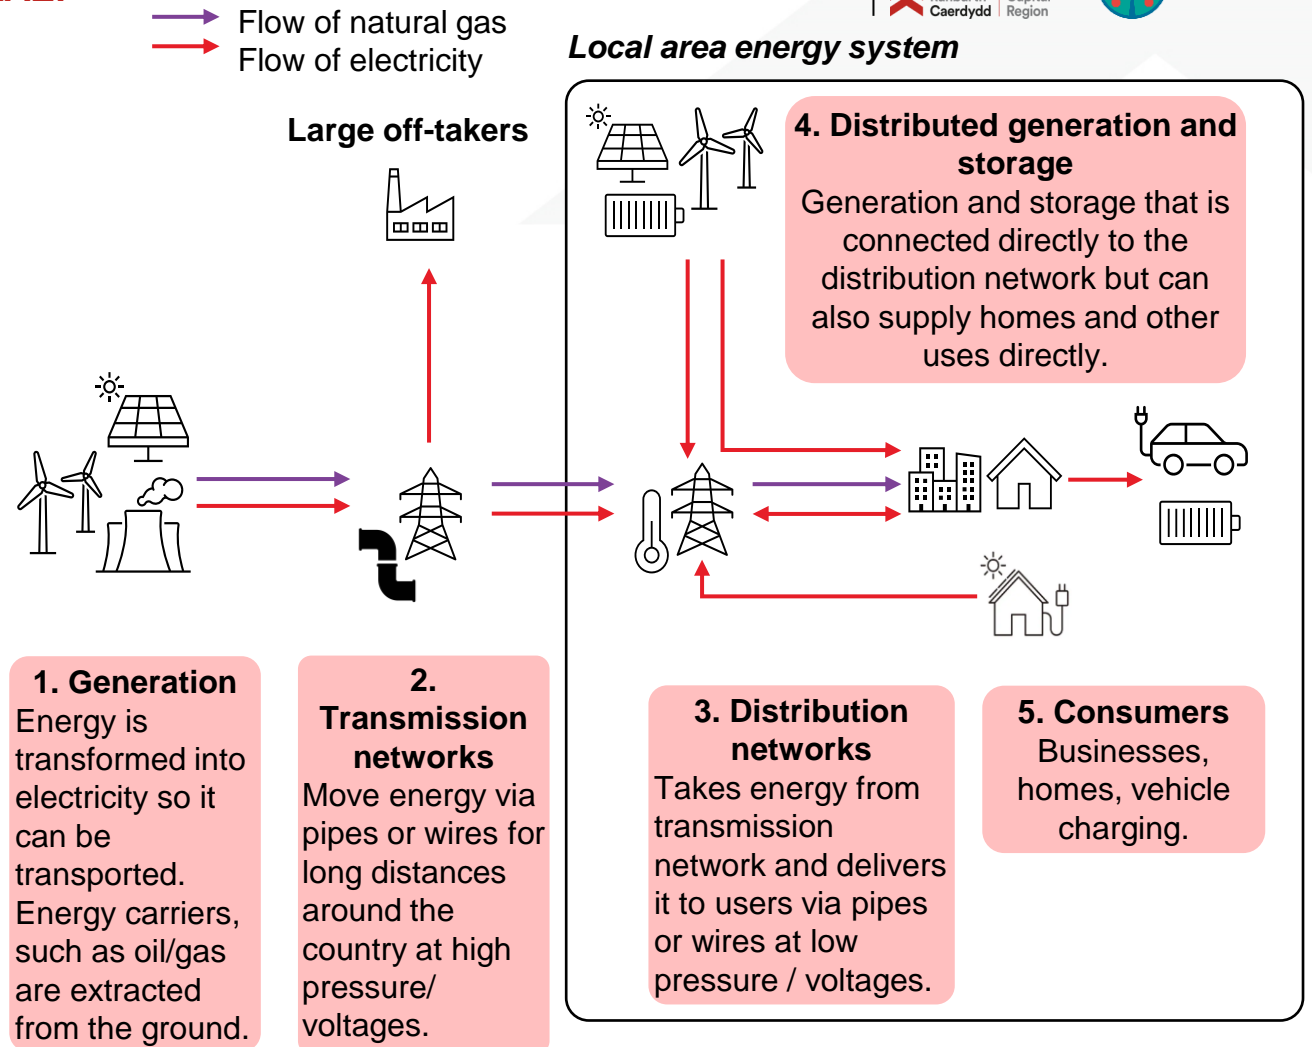 Flow of natural gas
Flow of electricity
Caerdydd
Region
Local area energy system
Large off-takers
4. Distributed generation and
storage
Generation and storage that is
connected directly to the
distribution network but can
also supply homes and other
uses directly.
1. Generation
Energy is
transformed into
electricity so it
can be
transported.
Energy carriers,
such as oil/gas
are extracted
from the ground.
2.
Transmission
networks
Move energy via
pipes or wires for
long distances
around the
country at high
pressure/
voltages.
3. Distribution
networks
Takes energy from
transmission
network and delivers
it to users via pipes
or wires at low
pressure / voltages.
5. Consumers
Businesses,
homes, vehicle
charging.